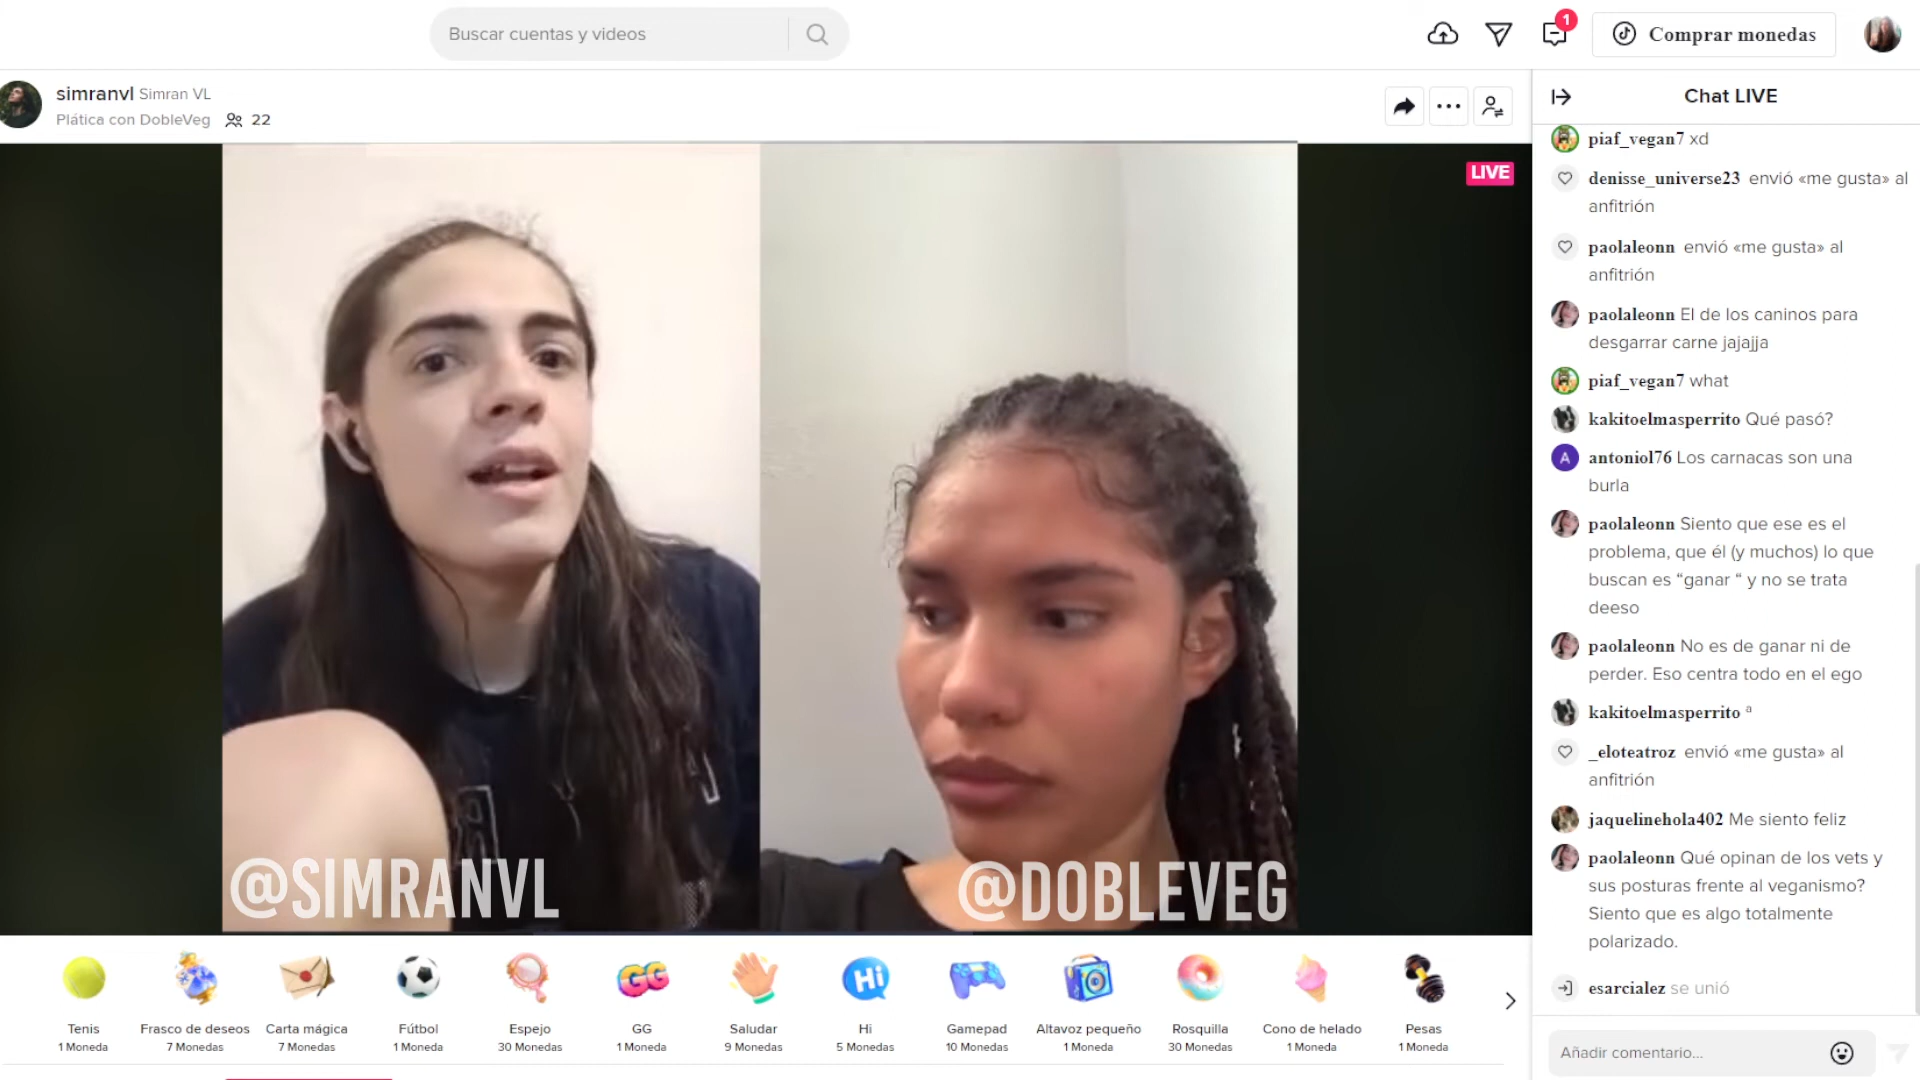 Buscar cuentas y videos
1
Comprar monedas
simranvl Simran VL
Plática con DobleVeg 22
LIVE
@SIMRANVL
@DOBLEVEG
Tenis
1 Moneda
Frasco de deseos
7 Monedas
Carta mágica
7 Monedas
Fútbol
1 Moneda
Espejo
30 Monedas
GG
GG
1 Moneda
Saludar
9 Monedas
Hi
Hi
5 Monedas
Gamepad
10 Monedas
Altavoz pequeño
1 Moneda
Rosquilla
30 Monedas
Cono de helado
1 Moneda
Pesas
1 Moneda
Chat LIVE
piaf_vegan7 xd
denisse_universe23 envió «me gusta» al
anfitrión
paolaleonn envió «me gusta» al
anfitrión
paolaleonn El de los caninos para
desgarrar carne jajajja
piaf_vegan7 what
kakitoelmasperrito Qué pasó?
A
antoniol76 Los carnacas son una
burla
paolaleonn Siento que ese es el
problema, que él (y muchos) lo que
buscan es “ganar “ y no se trata
deeso
paolaleonn No es de ganar ni de
perder. Eso centra todo en el ego
kakitoelmasperrito ª
_eloteatroz envió «me gusta» al
anfitrión
jaquelinehola402 Me siento feliz
paolaleonn Qué opinan de los vets y
sus posturas frente al veganismo?
Siento que es algo totalmente
polarizado.
esarcialez se unió
Añadir comentario...